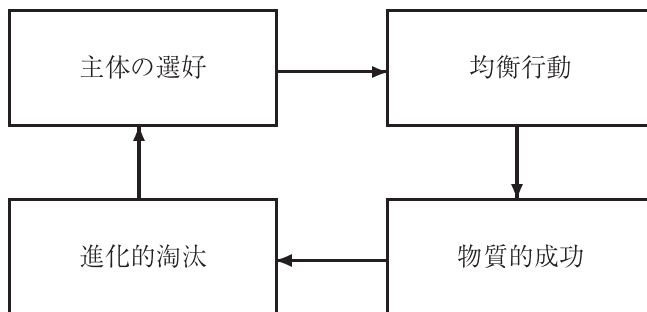 主体の選好
均衡行動
進化的淘汰
物質的成功